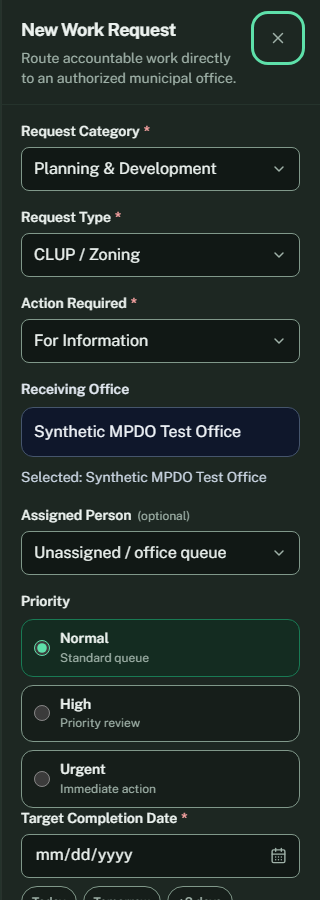 New Work Request
Route accountable work directly
to an authorized municipal office.
Request Category *
Planning & Development
Request Type *
CLUP / Zoning
Action Required *
For Information
Receiving Office
Synthetic MPDO Test Office
Selected: Synthetic MPDO Test Office
Assigned Person (optional)
Unassigned / office queue
Priority
Normal
Standard queue
High
Priority review
Urgent
Immediate action
Target Completion Date *
mm/dd/yyyy